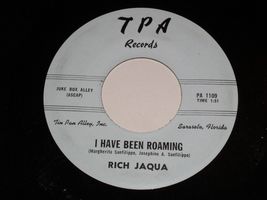 TPA
Records
JUKE BOX ALLEY
(ASCAP)
PA 1109
TIME 1:51
Tin Pan Alley, Inc.
Sarasota, Florida
I HAVE BEEN ROAMING
(Margherita Sanfilippo, Josephine A. Sanfilippo)
RICH JAQUA